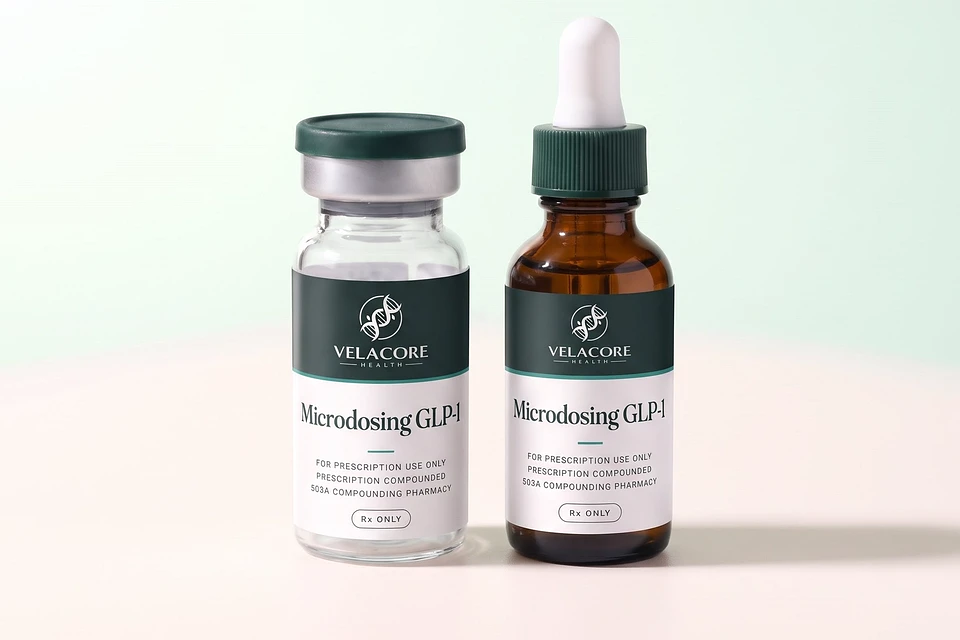 VELACORE
HEALTH
Microdosing GLP-1
FOR PRESCRIPTION USE ONLY
PRESCRIPTION COMPOUNDED
503A COMPOUNDING PHARMACY
Rx ONLY
VELACORE
HEALTH
Microdosing GLP-1
FOR PRESCRIPTION USE ONLY
PRESCRIPTION COMPOUNDED
503A COMPOUNDING PHARMACY
Rx ONLY